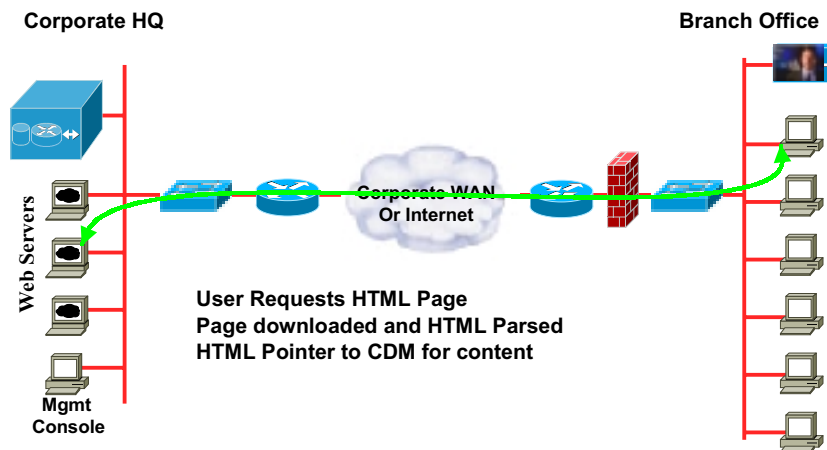 Corporate HQ
Branch Office
Web Servers
Corporate WAN
Or Internet
User Requests HTML Page
Page downloaded and HTML Parsed
HTML Pointer to CDM for content
Mgmt
Console